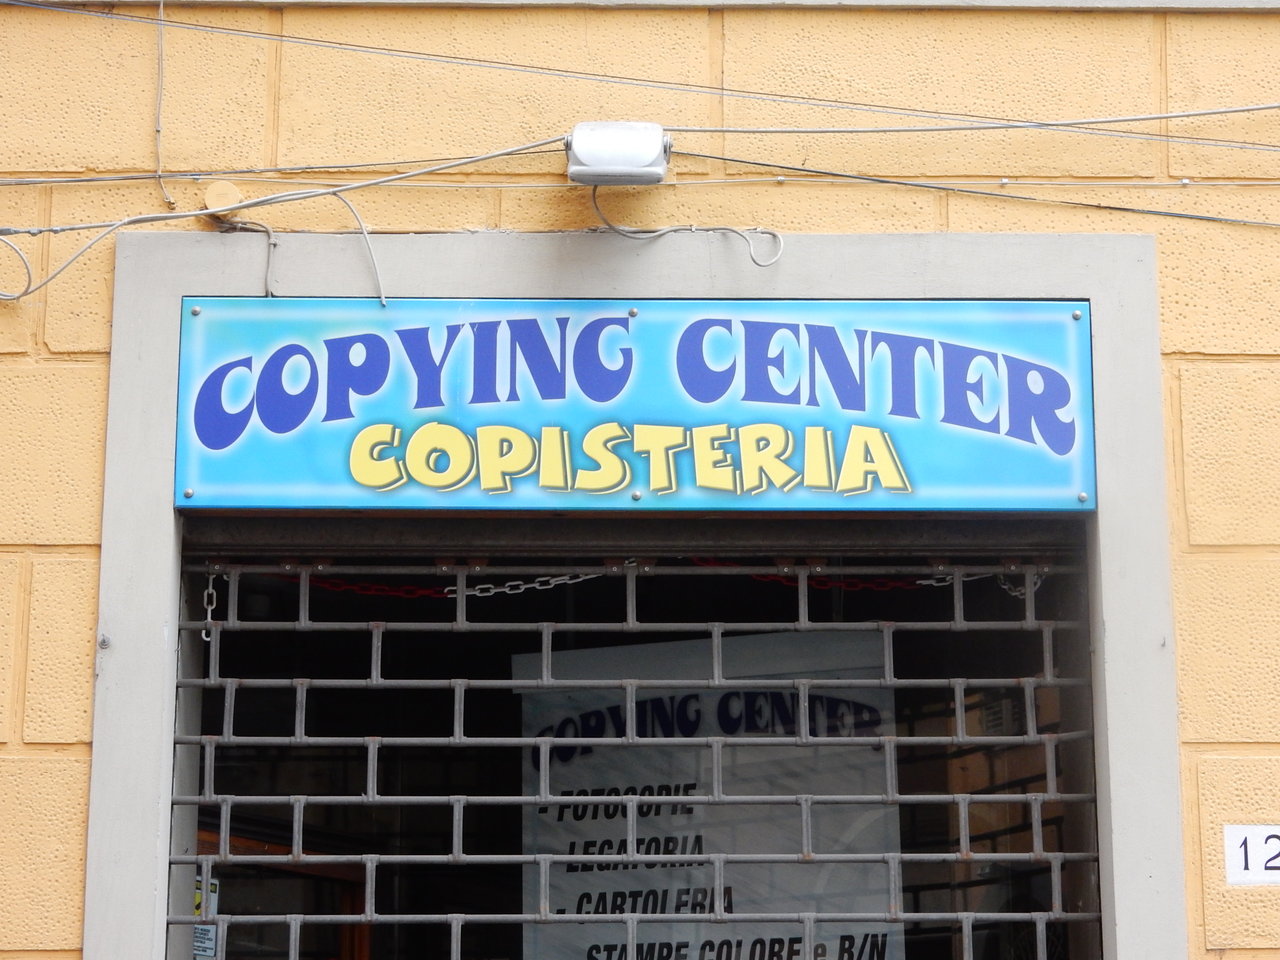 COPYING CENTER
COPISTERIA
COPYING CENTER
- FOTOCOPIE
LEGATORIA
- CARTOLERIA
STAMPE COLORE e B/N
12